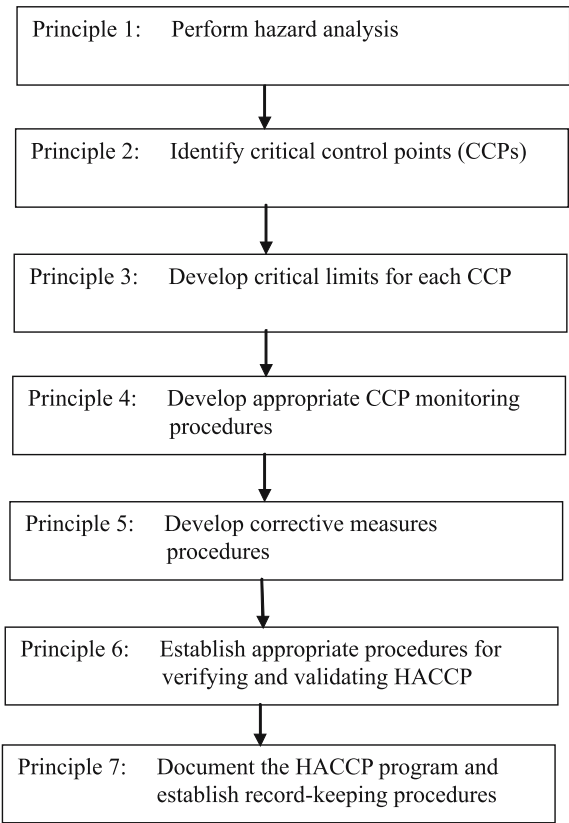 Principle 1: Perform hazard analysis
Principle 2: Identify critical control points (CCPs)
Principle 3: Develop critical limits for each CCP
Principle 4: Develop appropriate CCP monitoring
procedures
Principle 5: Develop corrective measures
procedures
Principle 6: Establish appropriate procedures for
verifying and validating HACCP
Principle 7: Document the HACCP program and
establish record-keeping procedures